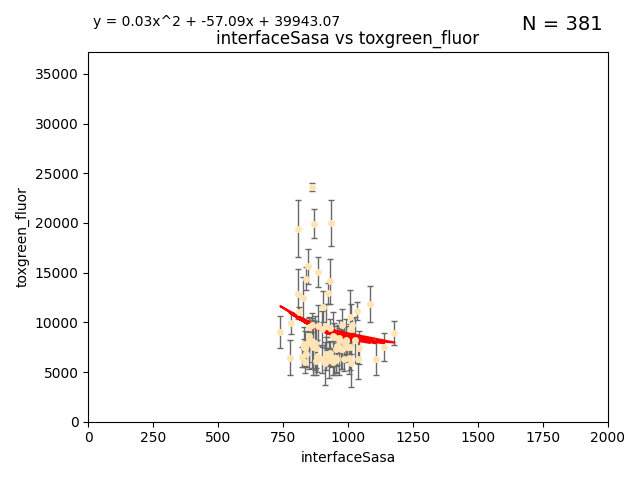 y = 0.03x^2 + -57.09x + 39943.07
N = 381
interfaceSasa vs toxgreen_fluor
toxgreen_fluor
35000
30000
25000
20000
15000
10000
5000
0
0 250 500 750 1000 1250 1500 1750 2000
interfaceSasa